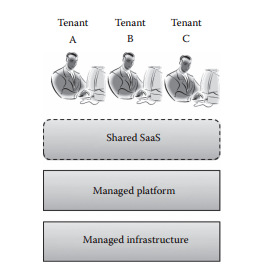 Tenant Tenant Tenant
A B C
Shared SaaS
Managed platform
Managed infrastructure